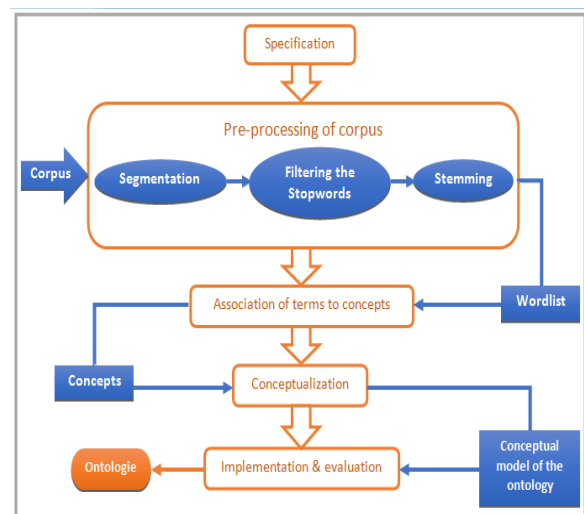 Specification
Pre-processing of corpus
Corpus
Segmentation
Filtering the
Stopwords
Stemming
Association of terms to concepts
Wordlist
Concepts
Conceptualization
Ontologie
Implementation & evaluation
Conceptual
model of the
ontology